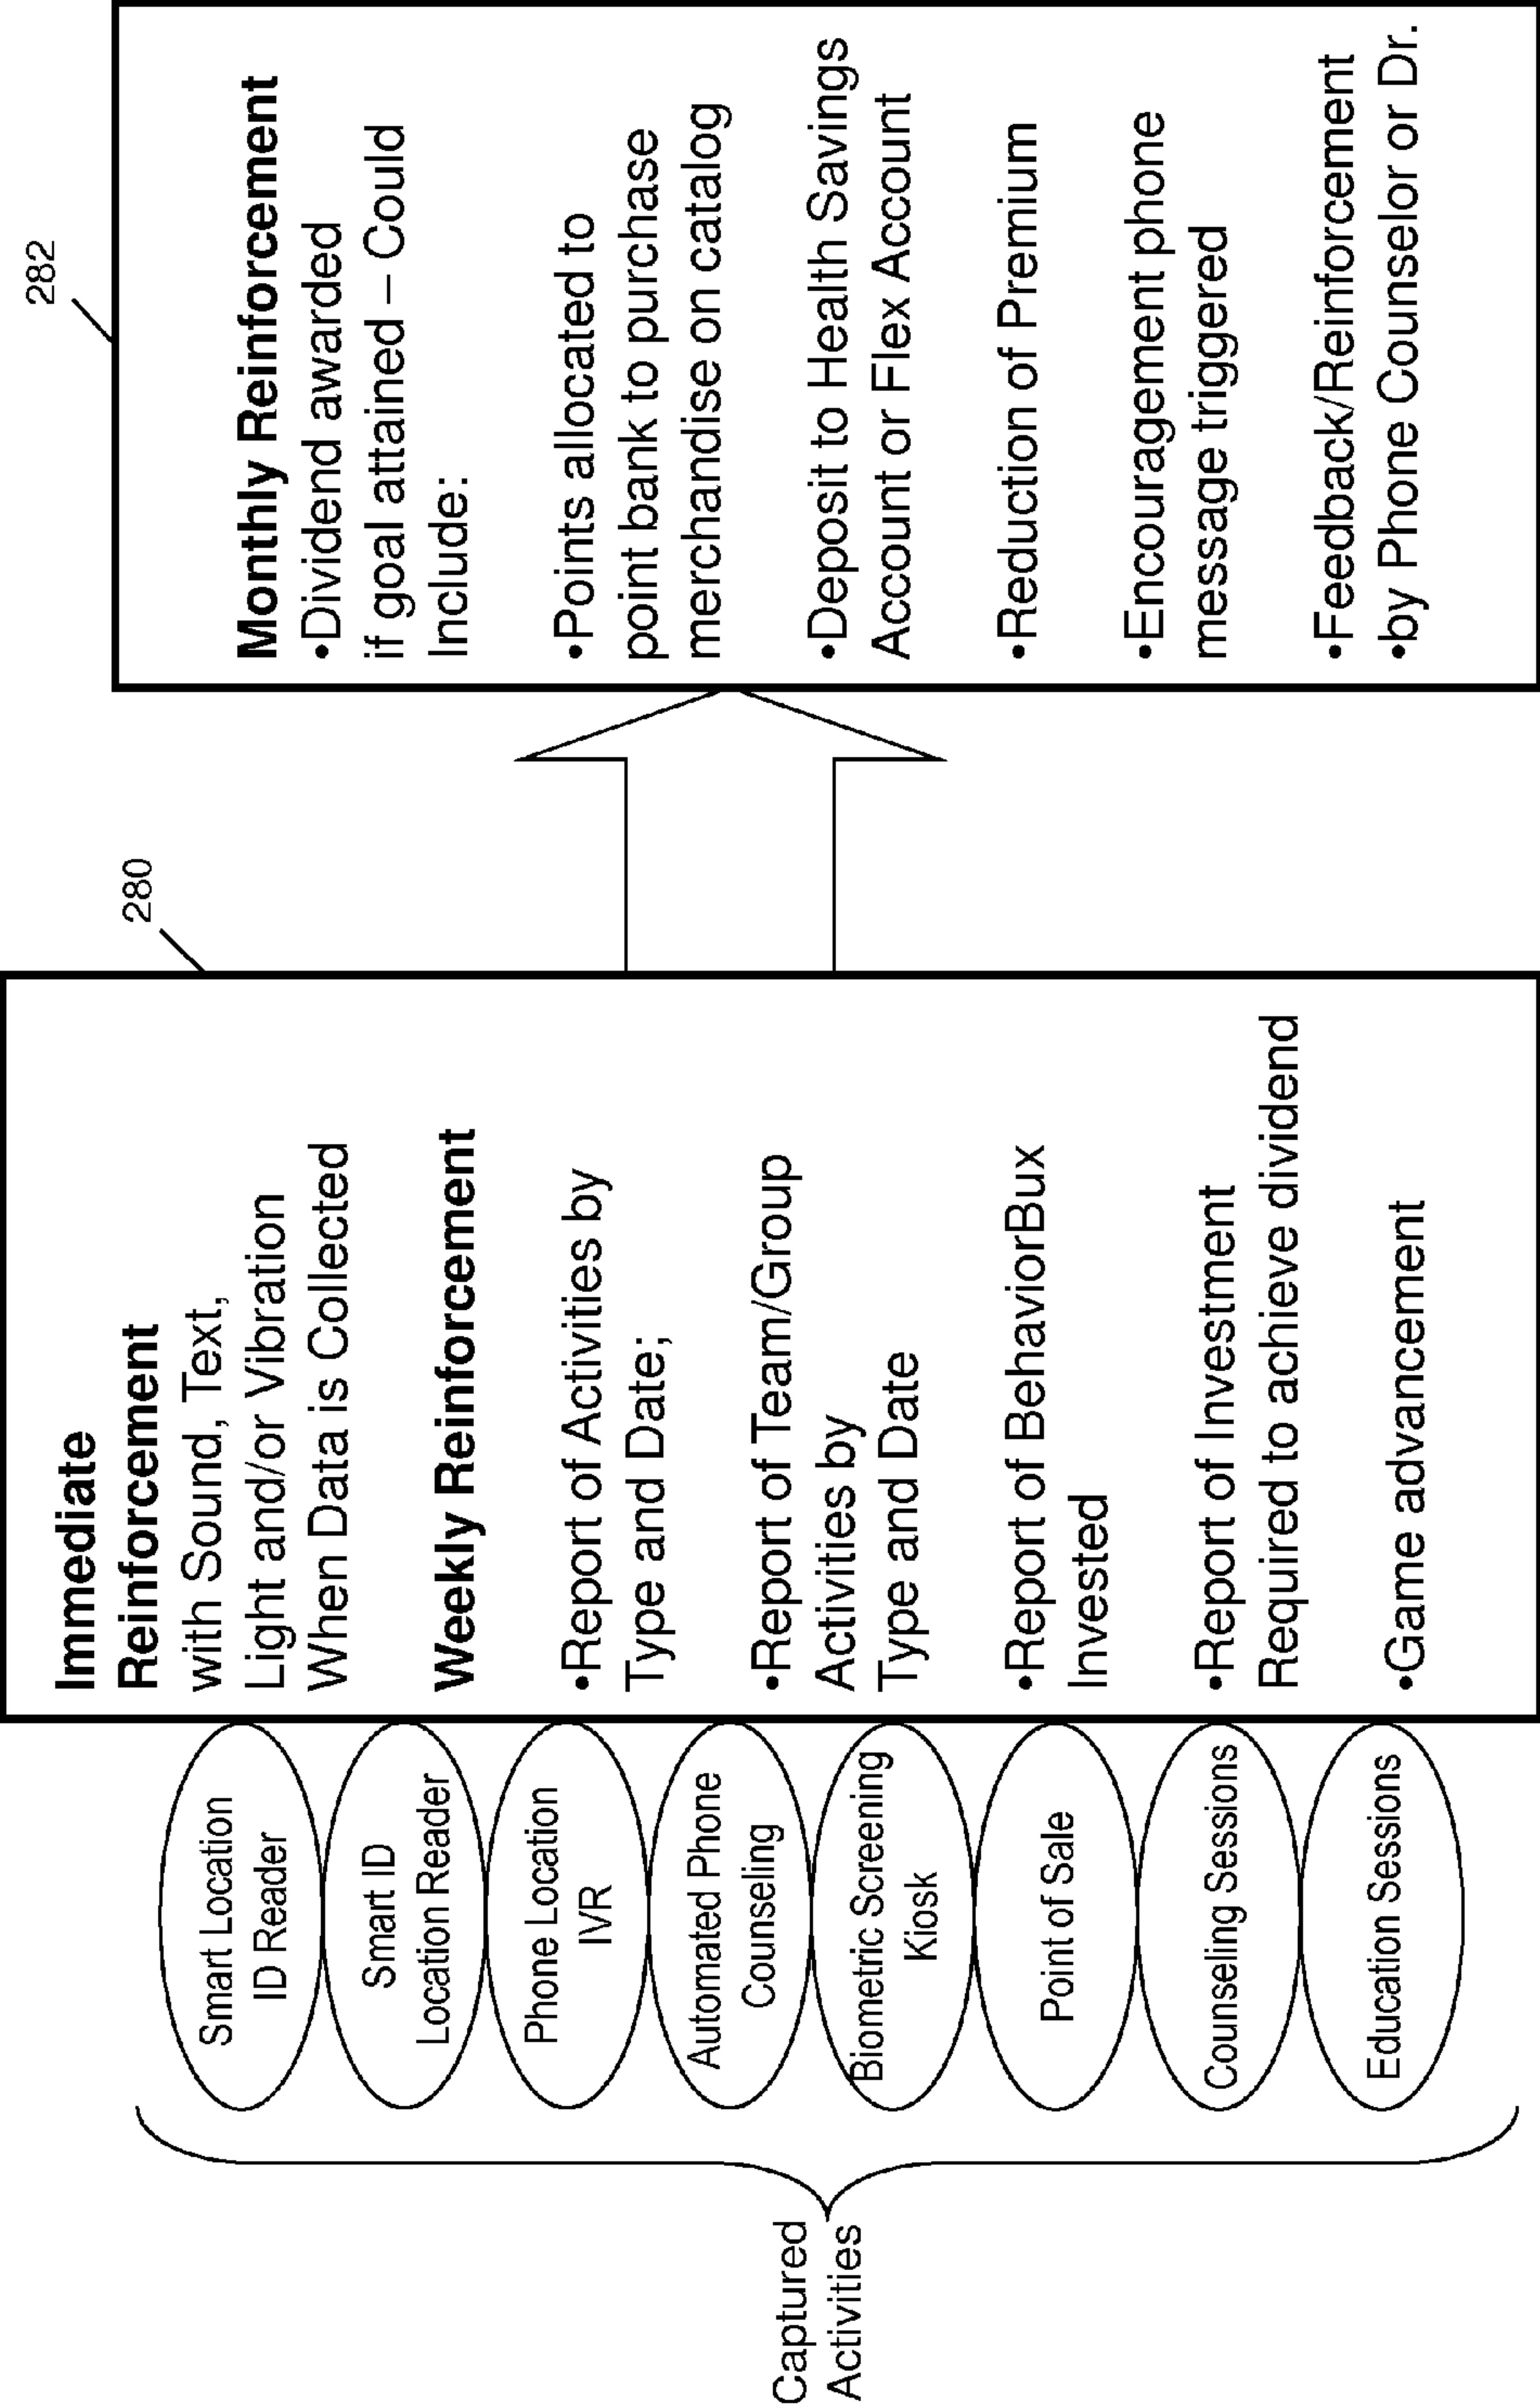 Captured
Activities
Smart Location
ID Reader
Smart ID
Location Reader
Phone Location
IVR
Automated Phone
Counseling
Biometric Screening
Kiosk
Point of Sale
Counseling Sessions
Education Sessions
280
Immediate
Reinforcement
with Sound, Text,
Light and/or Vibration
When Data is Collected
Weekly Reinforcement
•Report of Activities by
Type and Date;
•Report of Team/Group
Activities by
Type and Date
•Report of BehaviorBux
Invested
•Report of Investment
Required to achieve dividend
•Game advancement
282
Monthly Reinforcement
•Dividend awarded
if goal attained – Could
Include:
•Points allocated to
point bank to purchase
merchandise on catalog
•Deposit to Health Savings
Account or Flex Account
•Reduction of Premium
•Encouragement phone
message triggered
•Feedback/Reinforcement
•by Phone Counselor or Dr.